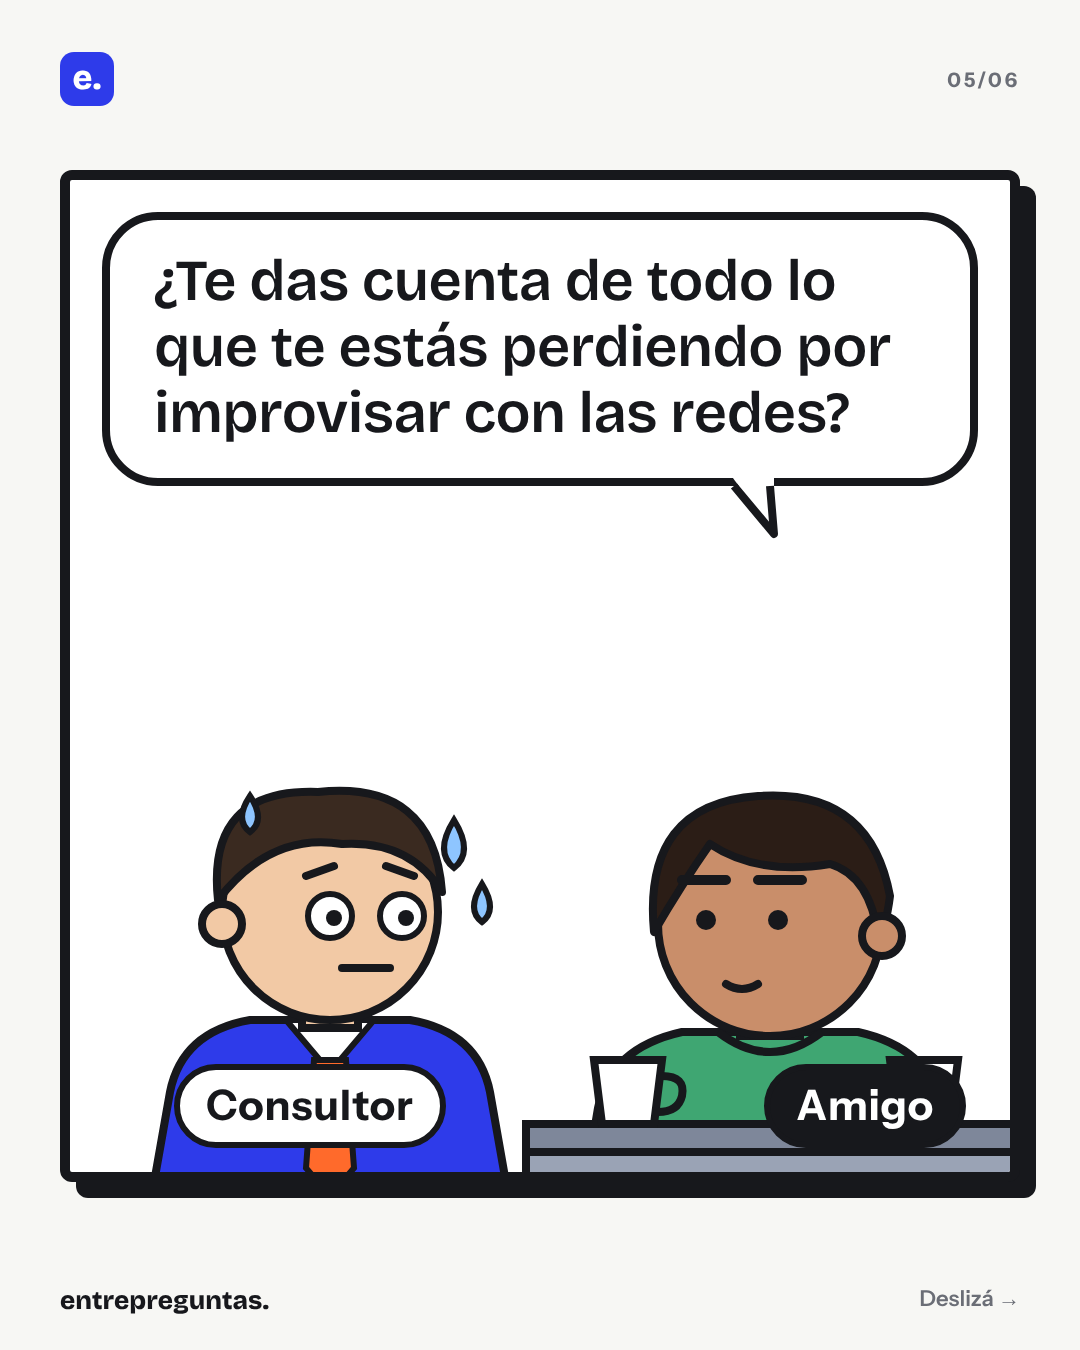 e.
05/06
¿Te das cuenta de todo lo
que te estás perdiendo por
improvisar con las redes?
Consultor
Amigo
entrepreguntas.
Deslizá →